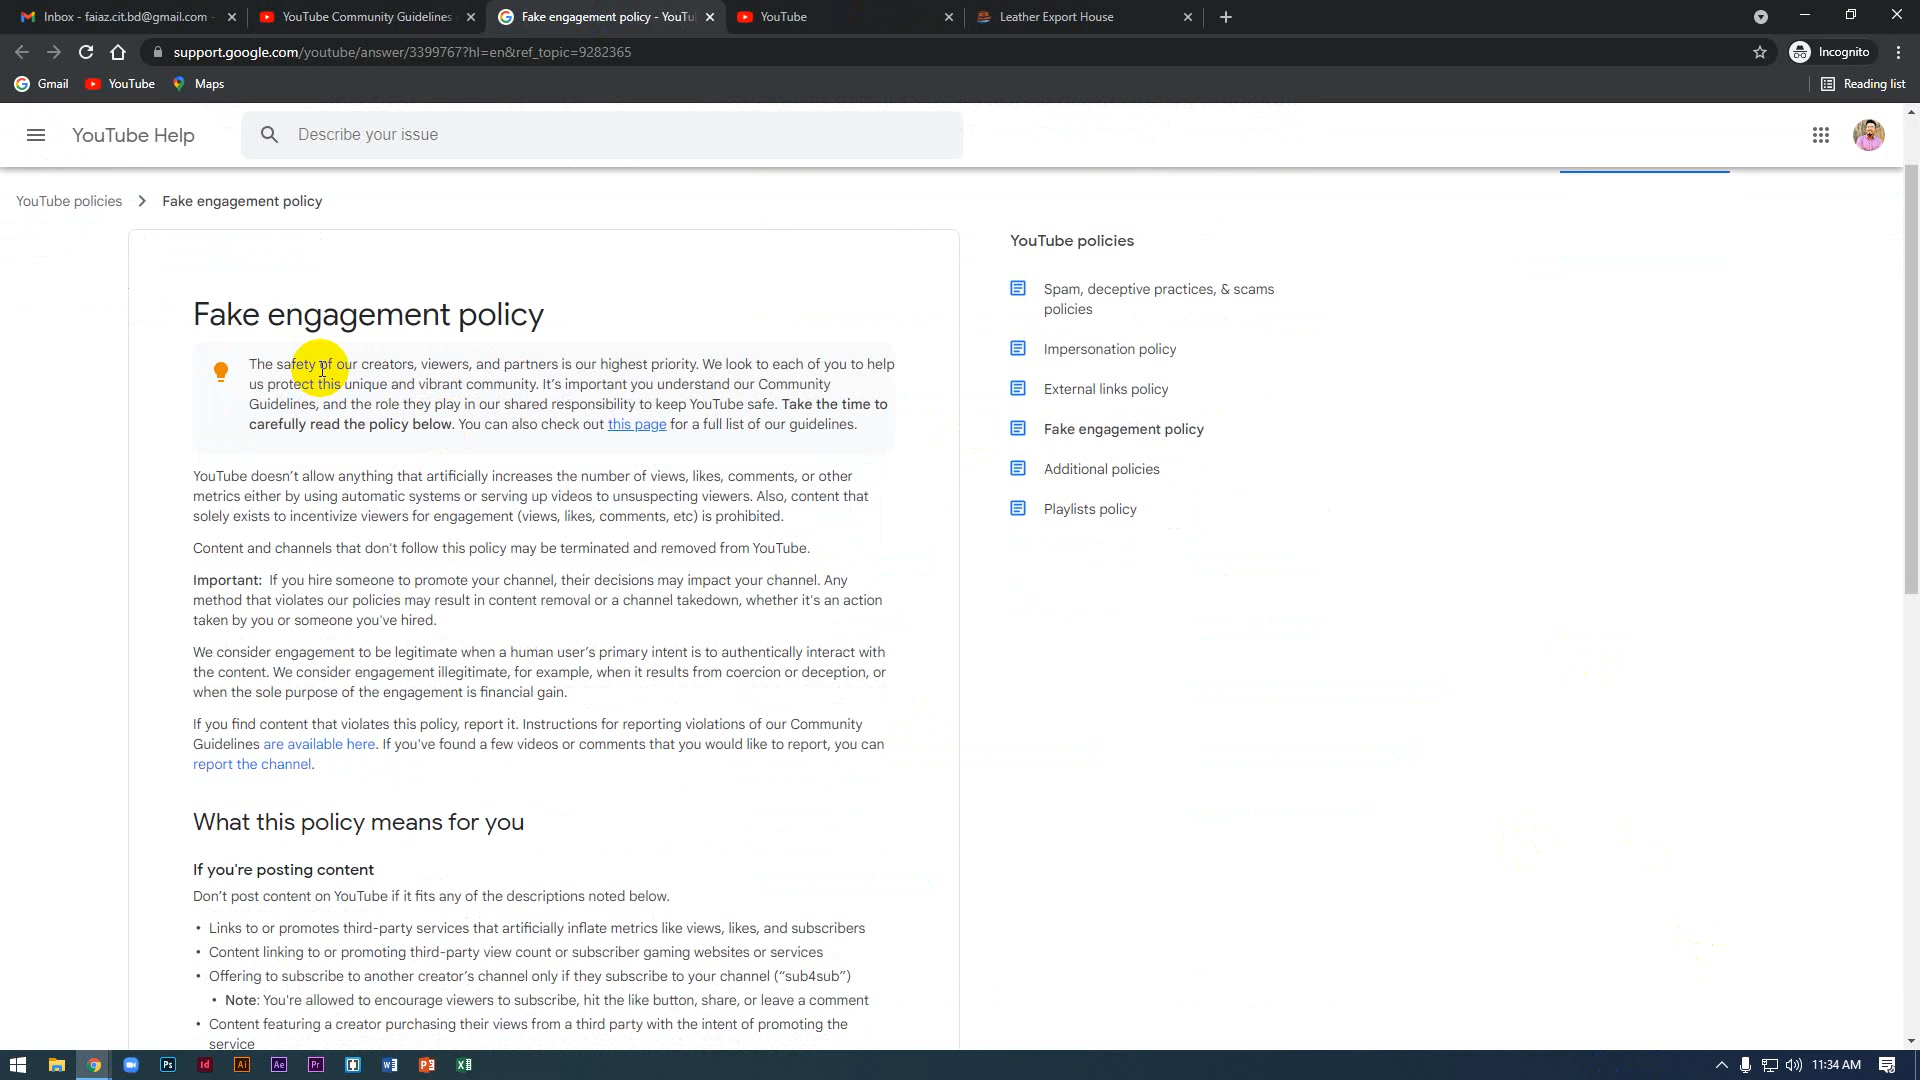 Inbox - faiaz.cit.bd@gmail.com
YouTube Community Guidelines
Fake engagement policy - YouTu
YouTube
Leather Export House
support.google.com/youtube/answer/3399767?hl=en&ref_topic=9282365
Incognito
Gmail
YouTube
Maps
Reading list
YouTube Help
Describe your issue
YouTube policies > Fake engagement policy
Fake engagement policy
The safety of our creators, viewers, and partners is our highest priority. We look to each of you to help
us protect this unique and vibrant community. It's important you understand our Community
Guidelines, and the role they play in our shared responsibility to keep YouTube safe. Take the time to
carefully read the policy below. You can also check out this page for a full list of our guidelines.
YouTube doesn't allow anything that artificially increases the number of views, likes, comments, or other
metrics either by using automatic systems or serving up videos to unsuspecting viewers. Also, content that
solely exists to incentivize viewers for engagement (views, likes, comments, etc) is prohibited.
Content and channels that don't follow this policy may be terminated and removed from YouTube.
Important: If you hire someone to promote your channel, their decisions may impact your channel. Any
method that violates our policies may result in content removal or a channel takedown, whether it's an action
taken by you or someone you've hired.
We consider engagement to be legitimate when a human user's primary intent is to authentically interact with
the content. We consider engagement illegitimate, for example, when it results from coercion or deception, or
when the sole purpose of the engagement is financial gain.
If you find content that violates this policy, report it. Instructions for reporting violations of our Community
Guidelines are available here. If you've found a few videos or comments that you would like to report, you can
report the channel.
What this policy means for you
If you're posting content
Don't post content on YouTube if it fits any of the descriptions noted below.
• Links to or promotes third-party services that artificially inflate metrics like views, likes, and subscribers
• Content linking to or promoting third-party view count or subscriber gaming websites or services
• Offering to subscribe to another creator's channel only if they subscribe to your channel ("sub4sub")
• Note: You're allowed to encourage viewers to subscribe, hit the like button, share, or leave a comment
• Content featuring a creator purchasing their views from a third party with the intent of promoting the
service
YouTube policies
Spam, deceptive practices, & scams
policies
Impersonation policy
External links policy
Fake engagement policy
Additional policies
Playlists policy
Ps
Id
Ai
Ae
Pr
11:34 AM